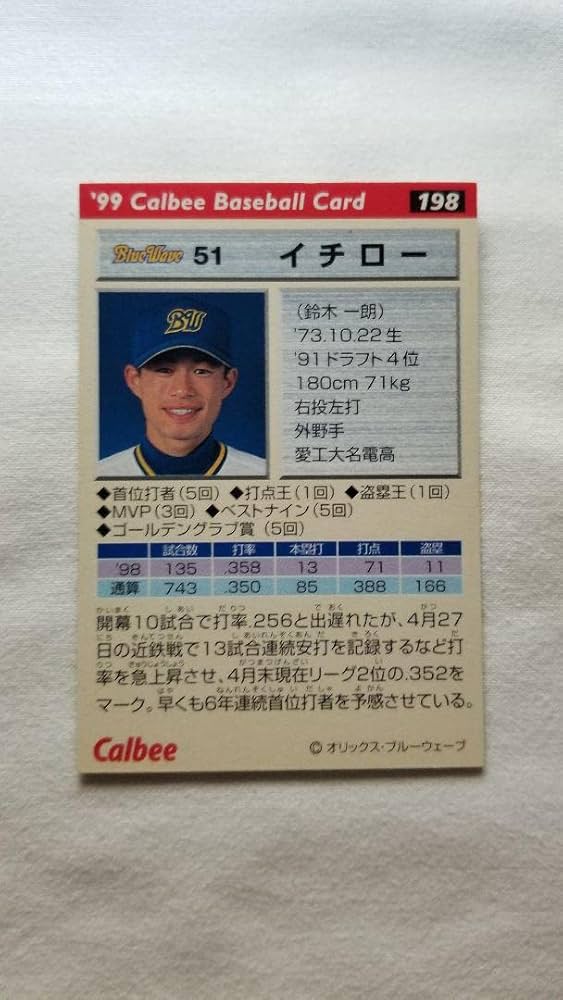 '99 Calbee Baseball Card 198
BlueWave 51 イチロー
BW
(鈴木 一朗)
'73.10.22生
'91ドラフト4位
180cm 71kg
右投左打
外野手
愛工大名電高
◆首位打者(5回) ◆打点王(1回) ◆盗塁王(1回)
◆MVP(3回) ◆ベストナイン(5回)
◆ゴールデングラブ賞 (5回)
試合数 打率 本塁打 打点 盗塁
'98 135 .358 13 71 11
通算 743 .350 85 388 166
開幕10試合で打率.256と出遅れたが、4月27
日の近鉄戦で13試合連続安打を記録するなど打
率を急上昇させ、4月末現在リーグ2位の.352を
マーク。早くも6年連続首位打者を予感させている。
Calbee
©オリックス・ブルーウェーブ